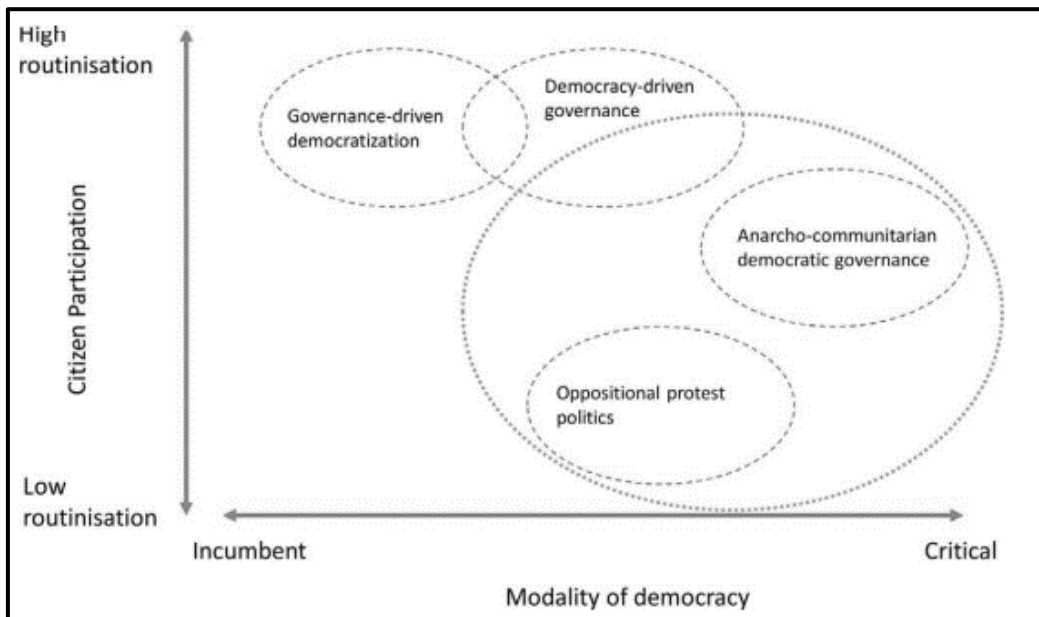 High
routinisation
Governance-driven
democratization
Democracy-driven
governance
Anarcho-communitarian
democratic governance
Citizen Participation
Oppositional protest
politics
Low
routinisation
Incumbent
Critical
Modality of democracy